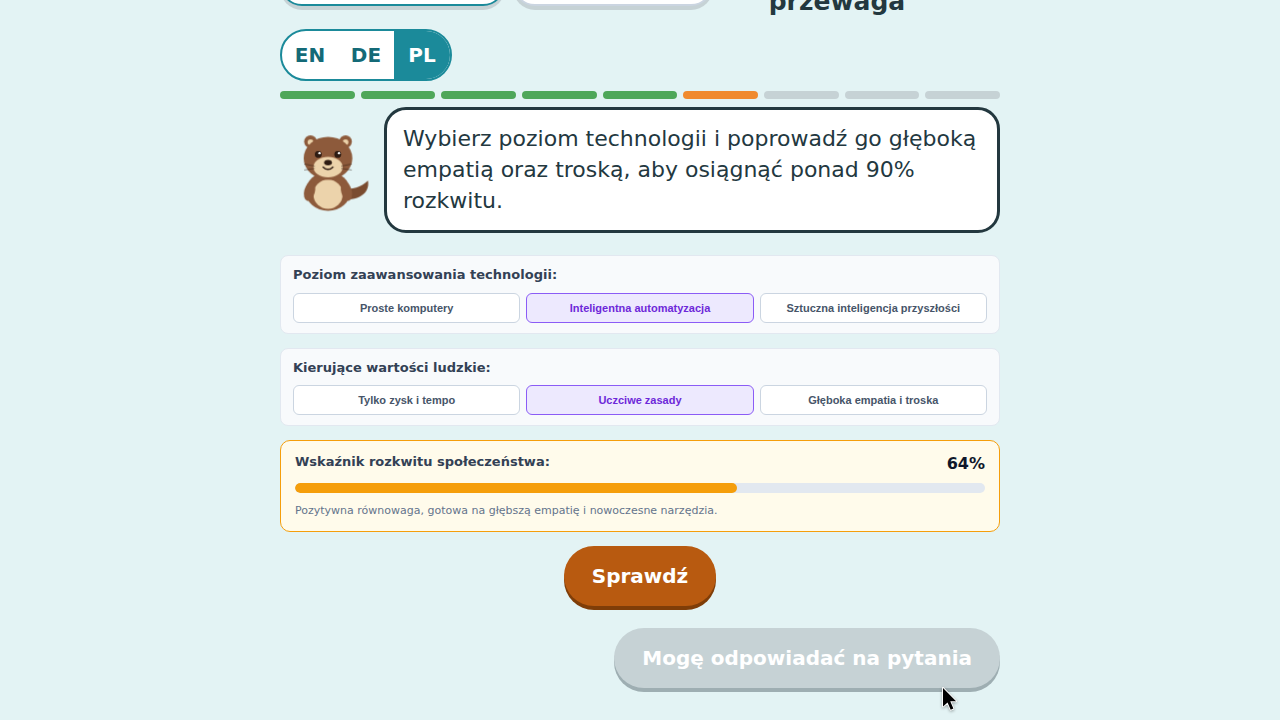 przewaga
EN DE PL
Wybierz poziom technologii i poprowadź go głęboką
empatią oraz troską, aby osiągnąć ponad 90%
rozkwitu.
Poziom zaawansowania technologii:
Proste komputery
Inteligentna automatyzacja
Sztuczna inteligencja przyszłości
Kierujące wartości ludzkie:
Tylko zysk i tempo
Uczciwe zasady
Głęboka empatia i troska
Wskaźnik rozkwitu społeczeństwa:
64%
Pozytywna równowaga, gotowa na głębszą empatię i nowoczesne narzędzia.
Sprawdź
Mogę odpowiadać na pytania